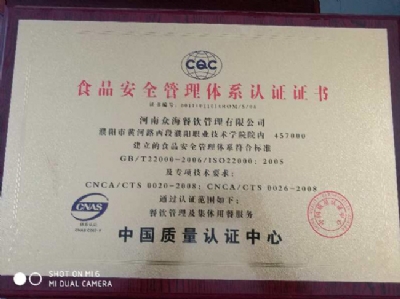 CQC
食品安全管理体系认证证书
证书编号:
河南众海餐饮管理有限公司
濮阳市黄河路西段濮阳职业技术学院院内 457000
建立的食品安全管理体系符合标准
GB/T22000-2006/ISO22000: 2005
及专项技术要求:
CNCA/CTS 0020-2008; CNCA/CTS 0026-2008
通过认证范围如下:
餐饮管理及集体用餐服务
CNAS
中国质量认证中心
SHOT ON MI6
MI DUAL CAMERA